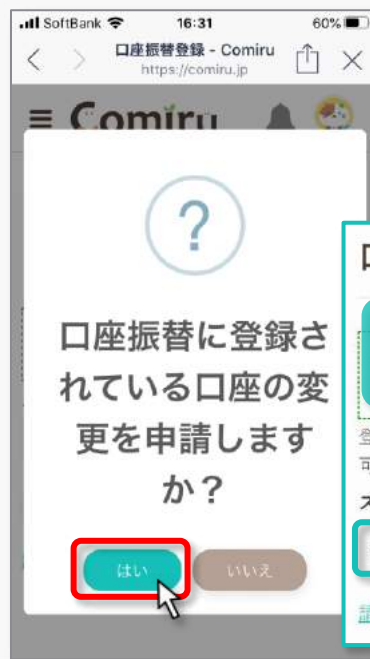 SoftBank 16:31 60%
口座振替登録 - Comiru
https://comiru.jp
Comiru
?
口座振替に登録さ
れている口座の変
更を申請します
か？
はい いいえ